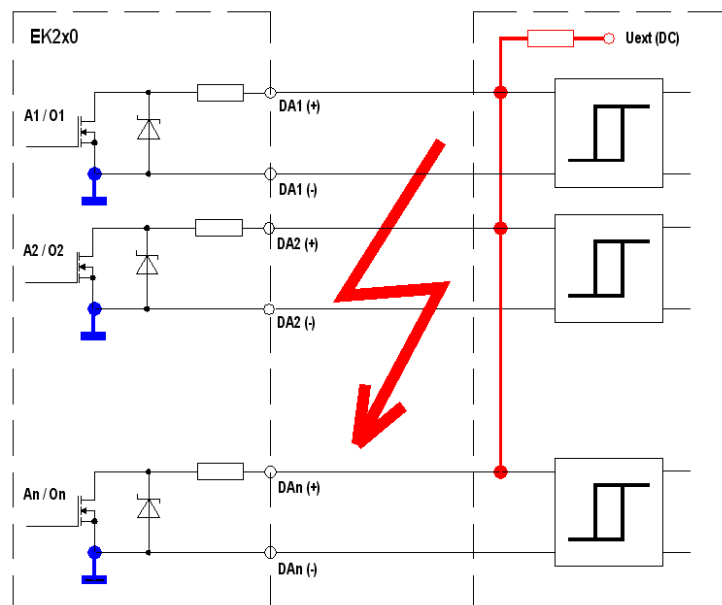 EK2x0
Uext (DC)
A1 / O1
DA1 (+)
DA1 (-)
A2 / O2
DA2 (+)
DA2 (-)
An / On
DAn (+)
DAn (-)